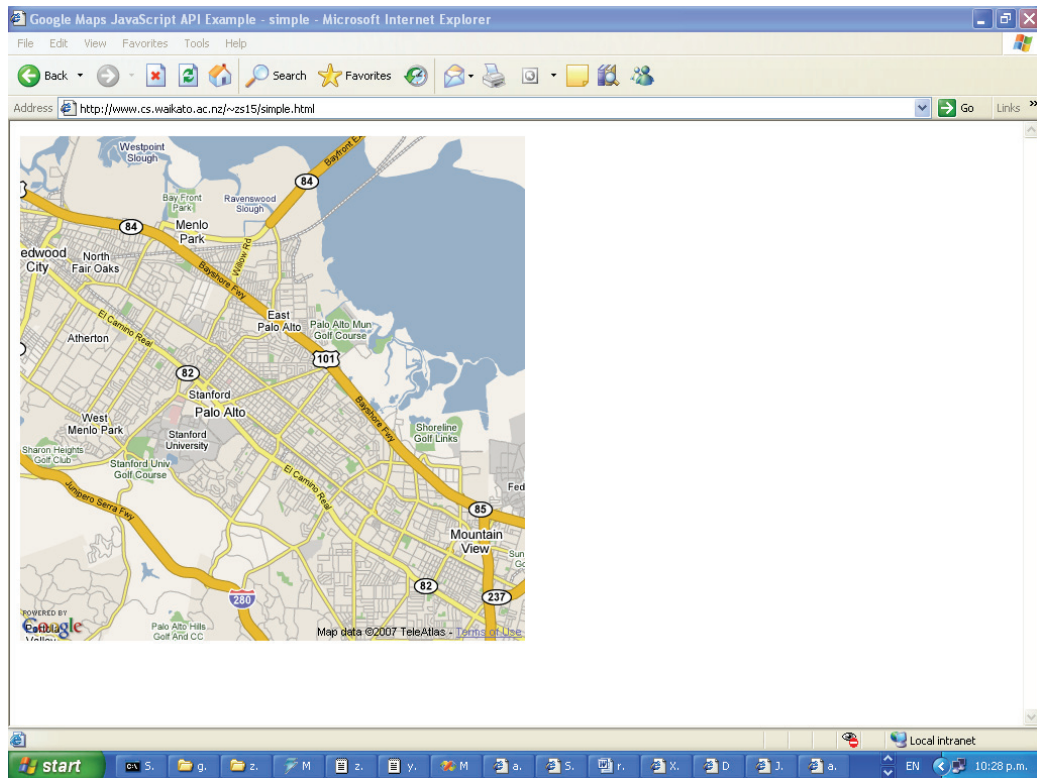 Google Maps JavaScript API Example - simple - Microsoft Internet Explorer
File Edit View Favorites Tools Help
Back Search Favorites
Address http://www.cs.waikato.ac.nz/~zs15/simple.html Go Links »
Westpoint
Slough
Bayfront
84
Bay Front
Park
Ravenswood
Slough
84
Menlo
Park
Willow Rd
edwood
City
North
Fair Oaks
Bayshore Fwy
El Camino Real
East
Palo Alto
Palo Alto Mun
Golf Course
Atherton
101
82
Stanford
Palo Alto
Bayshore Fwy
West
Menlo Park
Stanford
University
Shoreline
Golf Links
Sharon Heights
Golf Club
Stanford Univ
Golf Course
El Camino Real
Junipero Serra Fwy
Fed
85
Mountain
View
Sun
82
237
280
POWERED BY
Google
Palo Alto Hills
Golf And CC
Map data ©2007 TeleAtlas - Terms of Use
Local intranet
start S. g. z. M z. y. M a. S. r. X. D J. a. EN 10:28 p.m.